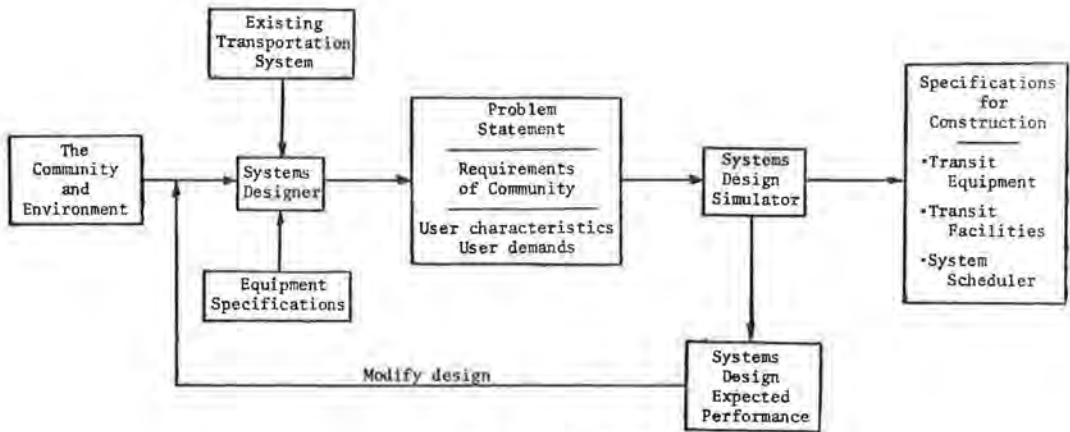 Existing
Transportation
System
The
Community
and
Environment
Systems
Designer
Equipment
Specifications
Problem
Statement
Requirements
of Community
User characteristics
User demands
Systems
Design
Simulator
Specifications
for
Construction
•Transit
Equipment
•Transit
Facilities
•System
Scheduler
Modify design
Systems
Design
Expected
Performance